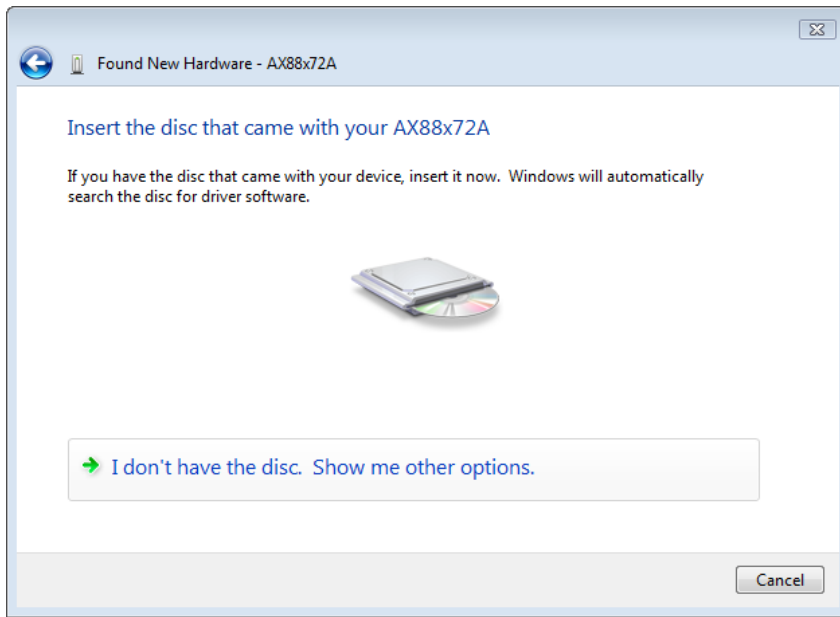 Found New Hardware - AX88x72A
Insert the disc that came with your AX88x72A
If you have the disc that came with your device, insert it now.  Windows will automatically
search the disc for driver software.
I don't have the disc.  Show me other options.
Cancel